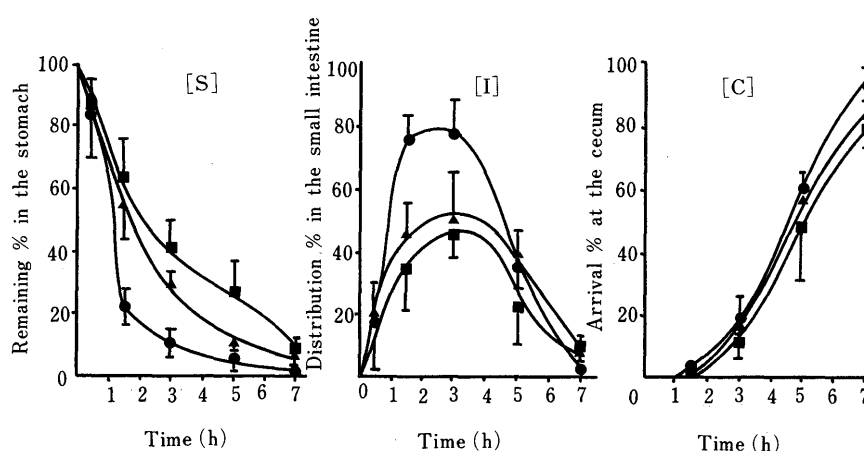 [S]
Remaining % in the stomach
100
80
60
40
20
0
1 2 3 4 5 6 7
Time (h)
[I]
Distribution % in the small intestine
100
80
60
40
20
0 1 2 3 4 5 6 7
Time (h)
[C]
Arrival % at the cecum
100
80
60
40
20
0 1 2 3 4 5 6 7
Time (h)